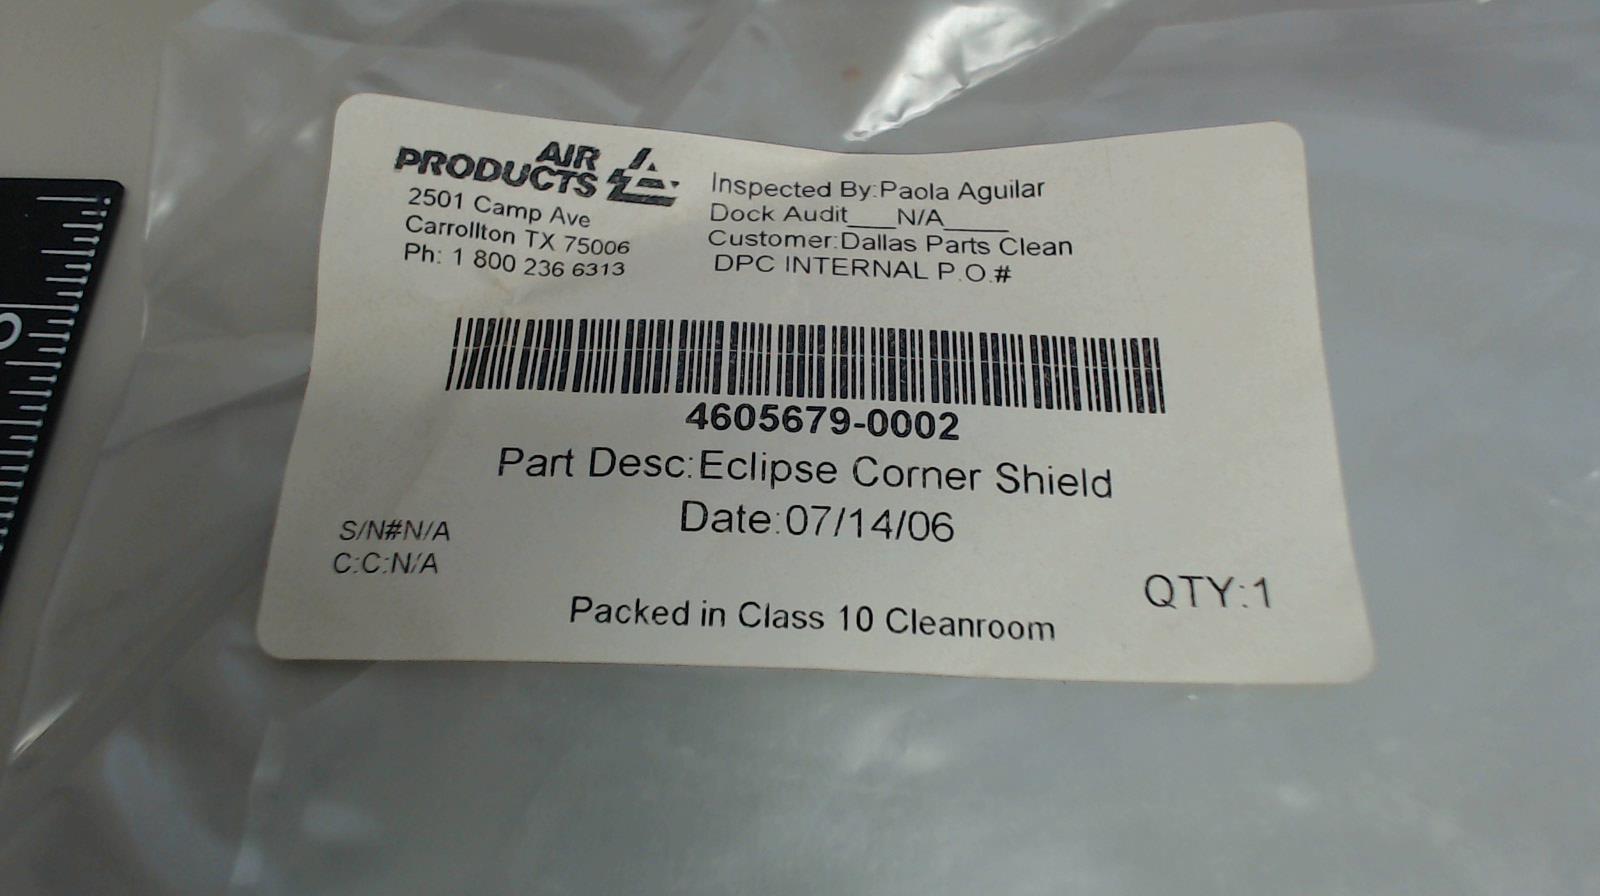 AIR
PRODUCTS
2501 Camp Ave
Carrollton TX 75006
Ph: 1 800 236 6313
Inspected By:Paola Aguilar
Dock Audit___N/A____
Customer:Dallas Parts Clean
DPC INTERNAL P.O.#
4605679-0002
Part Desc:Eclipse Corner Shield
Date:07/14/06
S/N#N/A
C:C:N/A
QTY:1
Packed in Class 10 Cleanroom